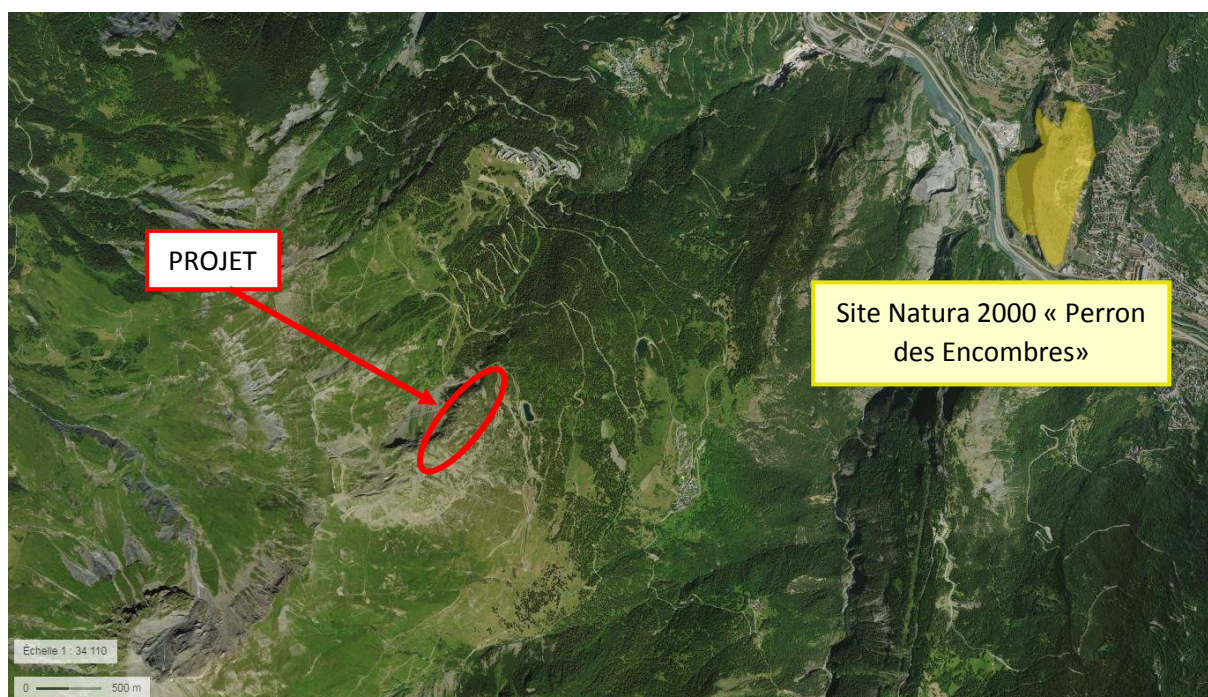 PROJET
Site Natura 2000 « Perron
des Encombres»
Échelle 1 : 34 110
0 500 m